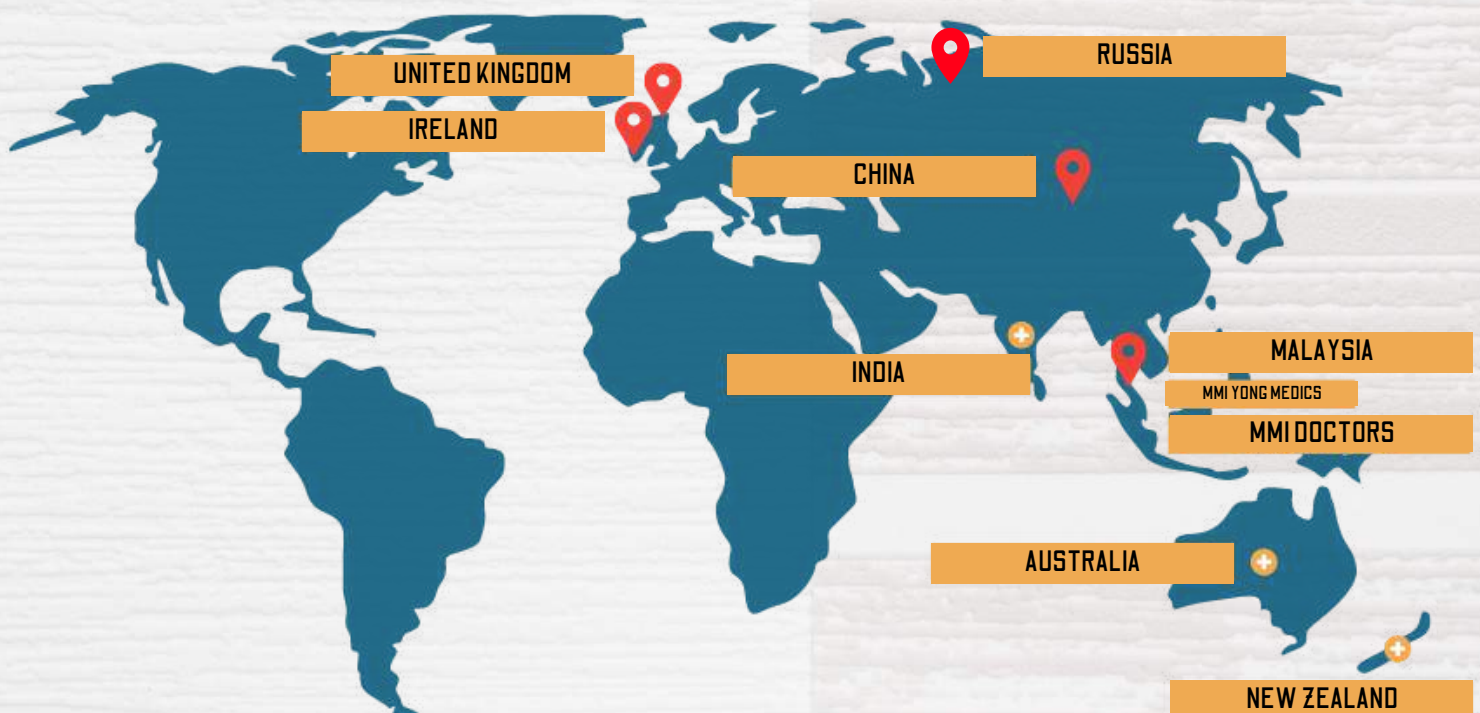 RUSSIA
UNITED KINGDOM
IRELAND
CHINA
MALAYSIA
INDIA
MMI YONG MEDICS
MMI DOCTORS
AUSTRALIA
NEW ZEALAND